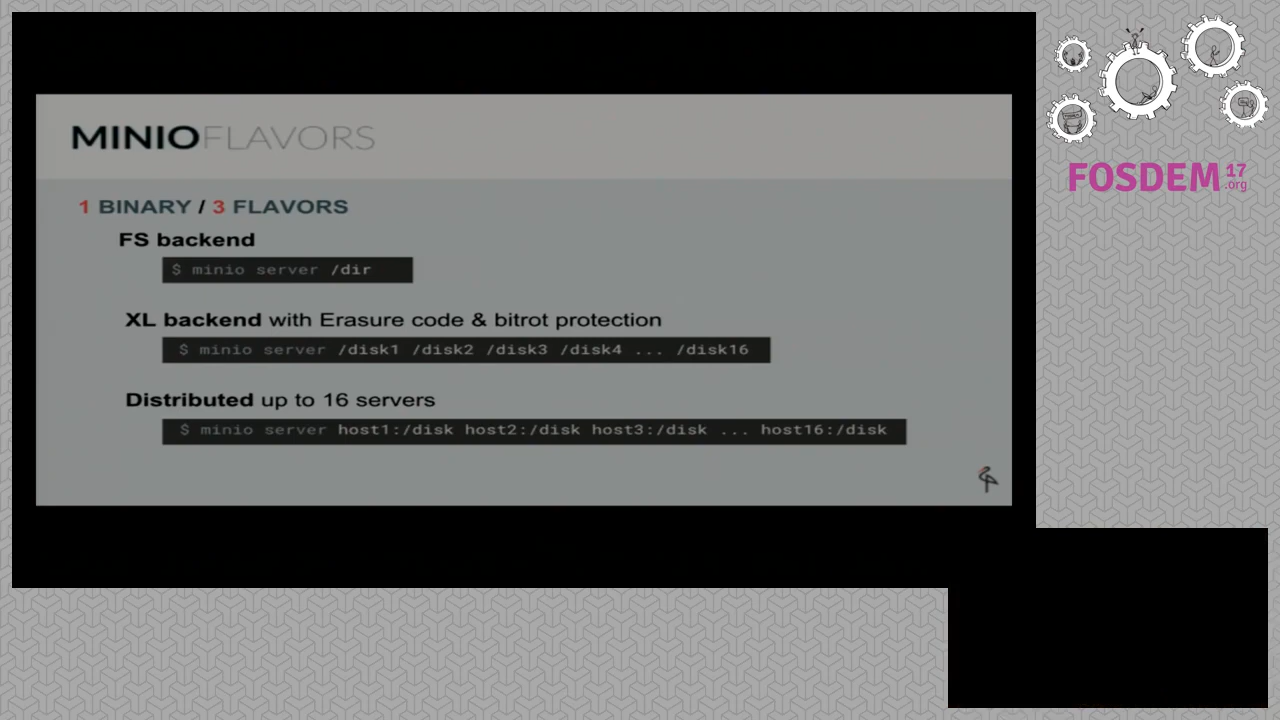 MINIOFLAVORS
1 BINARY / 3 FLAVORS
FS backend
$ minio server /dir
XL backend with Erasure code & bitrot protection
$ minio server /disk1 /disk2 /disk3 /disk4 ... /disk16
Distributed up to 16 servers
$ minio server host1:/disk host2:/disk host3:/disk ... host16:/disk
FOSDEM 17
.org